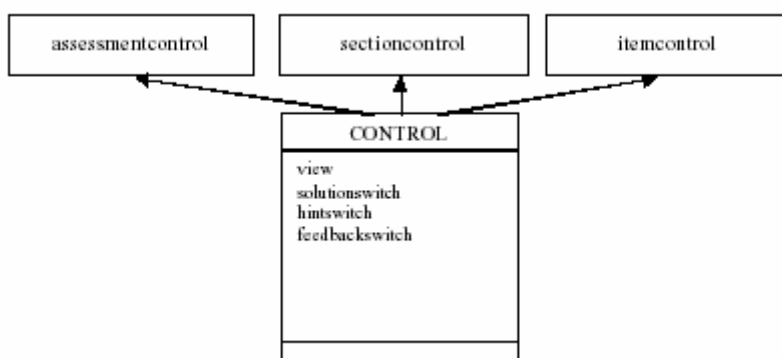 assessmentcontrol
sectioncontrol
itemcontrol
CONTROL
view
solutionswitch
hintswitch
feedbackswitch